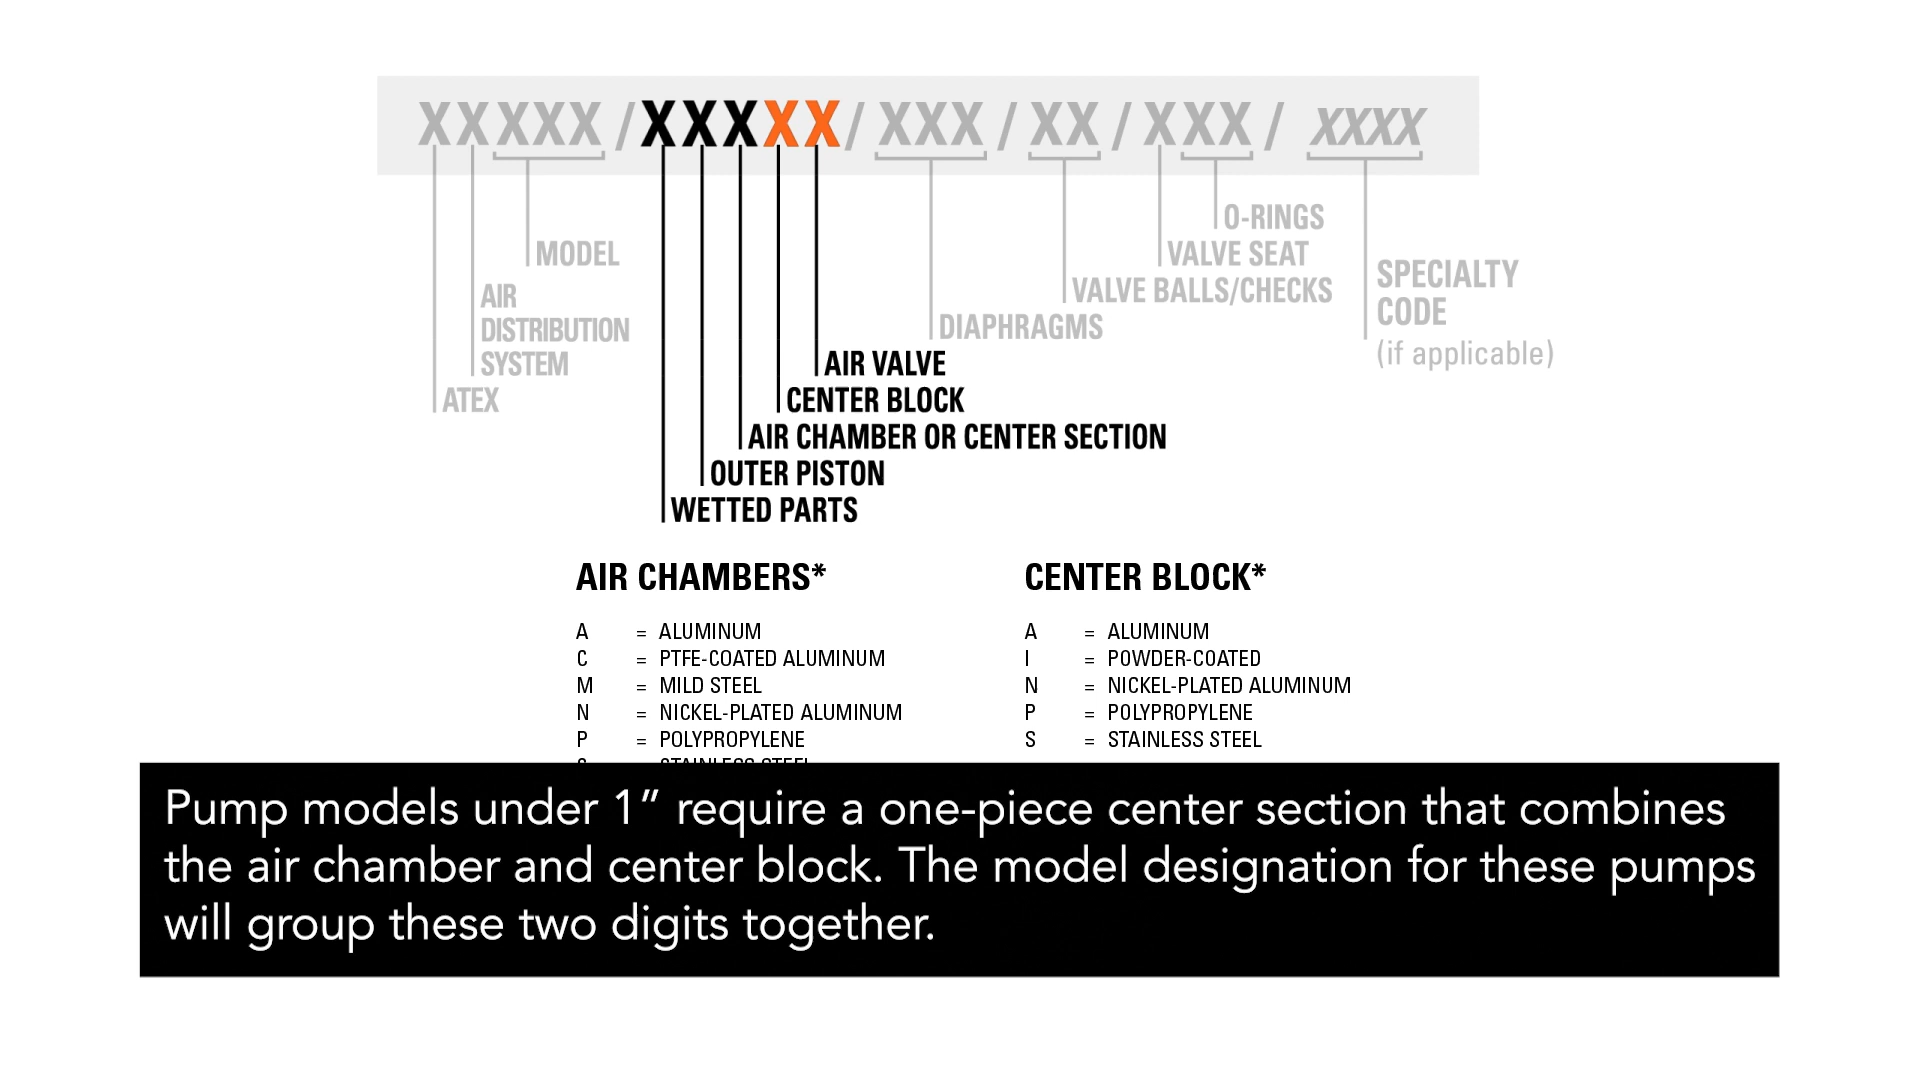 XXXXX / XXXXX / XXX / XX / XXX / XXXX
O-RINGS
MODEL
VALVE SEAT
SPECIALTY
CODE
(if applicable)
VALVE BALLS/CHECKS
AIR
DISTRIBUTION
SYSTEM
DIAPHRAGMS
AIR VALVE
ATEX
CENTER BLOCK
AIR CHAMBER OR CENTER SECTION
OUTER PISTON
WETTED PARTS
AIR CHAMBERS*
A = ALUMINUM
C = PTFE-COATED ALUMINUM
M = MILD STEEL
N = NICKEL-PLATED ALUMINUM
P = POLYPROPYLENE
S = STAINLESS STEEL
CENTER BLOCK*
A = ALUMINUM
I = POWDER-COATED
N = NICKEL-PLATED ALUMINUM
P = POLYPROPYLENE
S = STAINLESS STEEL
Pump models under 1” require a one-piece center section that combines
the air chamber and center block. The model designation for these pumps
will group these two digits together.